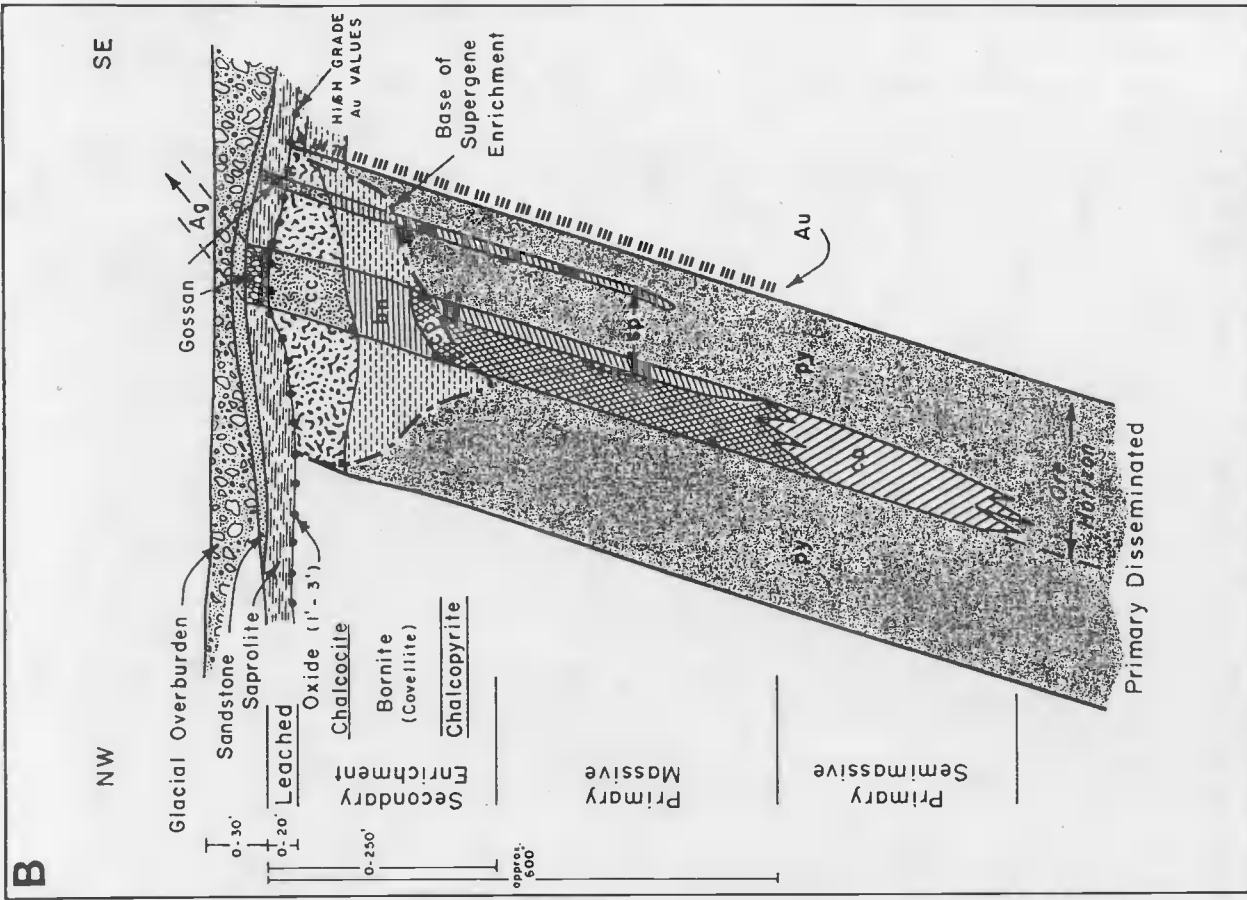 B
NW
SE
Glacial Overburden
Sandstone
Saprolite
Leached
Oxide (1' - 3')
Chalcocite
Bornite
(Covellite)
Chalcopyrite
Secondary
Enrichment
Primary
Massive
Primary
Semimassive
0-30'
0-20'
0-250'
approx.
600'
Gossan
Ag
HIGH GRADE
Au VALUES
Base of
Supergene
Enrichment
cc
Bn
cp
sp
Au
py
py
cp
Ore
Horizon
Primary Disseminated